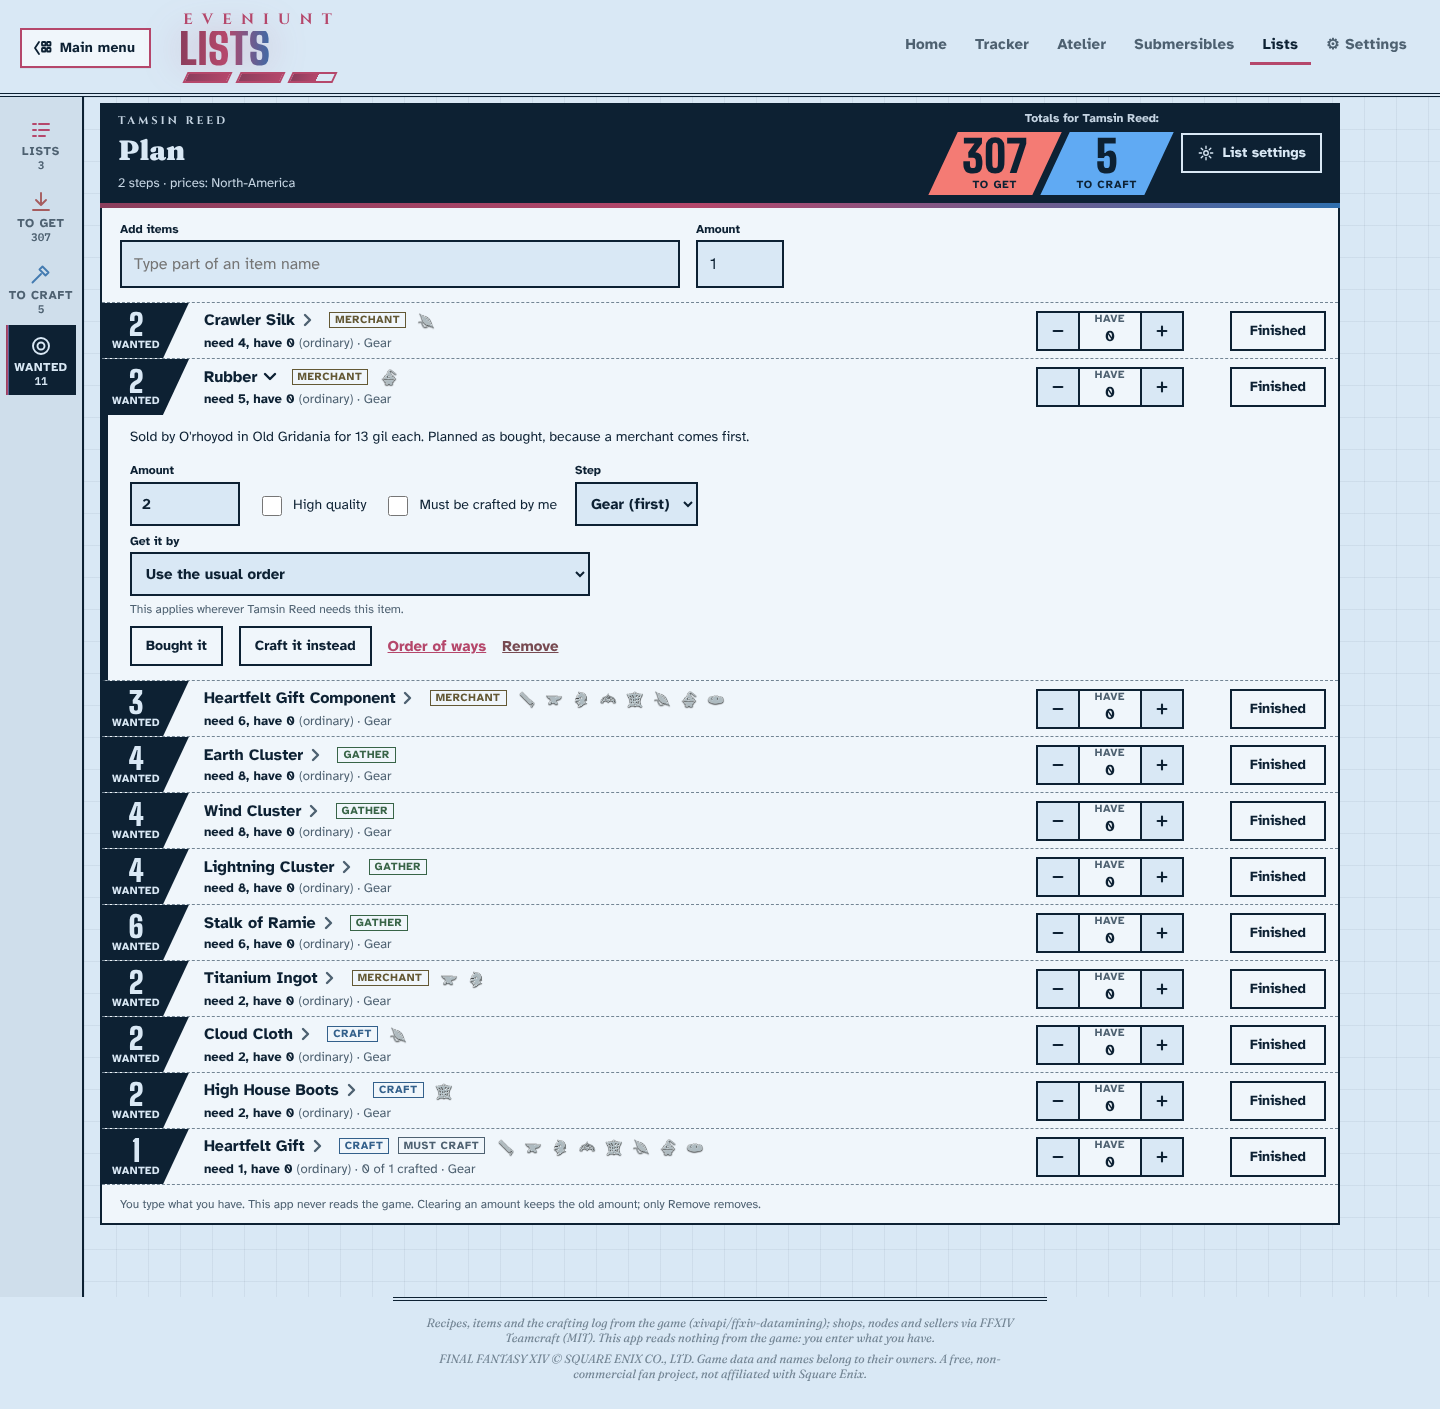 Main menu
EVENIUNT
LISTS
Home
Tracker
Atelier
Submersibles
Lists
⚙ Settings
LISTS
3
TO GET
307
TO CRAFT
5
WANTED
11
TAMSIN REED
Plan
2 steps · prices: North-America
Totals for Tamsin Reed:
307
TO GET
5
TO CRAFT
List settings
Add items
Amount
Type part of an item name
1
2
WANTED
Crawler Silk
MERCHANT
need 4, have 0 (ordinary) · Gear
−
HAVE
0
+
Finished
2
WANTED
Rubber
MERCHANT
need 5, have 0 (ordinary) · Gear
−
HAVE
0
+
Finished
Sold by O'rhoyod in Old Gridania for 13 gil each. Planned as bought, because a merchant comes first.
Amount
Step
2
High quality
Must be crafted by me
Gear (first)
Get it by
Use the usual order
This applies wherever Tamsin Reed needs this item.
Bought it
Craft it instead
Order of ways
Remove
3
WANTED
Heartfelt Gift Component
MERCHANT
need 6, have 0 (ordinary) · Gear
−
HAVE
0
+
Finished
4
WANTED
Earth Cluster
GATHER
need 8, have 0 (ordinary) · Gear
−
HAVE
0
+
Finished
4
WANTED
Wind Cluster
GATHER
need 8, have 0 (ordinary) · Gear
−
HAVE
0
+
Finished
4
WANTED
Lightning Cluster
GATHER
need 8, have 0 (ordinary) · Gear
−
HAVE
0
+
Finished
6
WANTED
Stalk of Ramie
GATHER
need 6, have 0 (ordinary) · Gear
−
HAVE
0
+
Finished
2
WANTED
Titanium Ingot
MERCHANT
need 2, have 0 (ordinary) · Gear
−
HAVE
0
+
Finished
2
WANTED
Cloud Cloth
CRAFT
need 2, have 0 (ordinary) · Gear
−
HAVE
0
+
Finished
2
WANTED
High House Boots
CRAFT
need 2, have 0 (ordinary) · Gear
−
HAVE
0
+
Finished
1
WANTED
Heartfelt Gift
CRAFT
MUST CRAFT
need 1, have 0 (ordinary) · 0 of 1 crafted · Gear
−
HAVE
0
+
Finished
You type what you have. This app never reads the game. Clearing an amount keeps the old amount; only Remove removes.
Recipes, items and the crafting log from the game (xivapi/ffxiv-datamining); shops, nodes and sellers via FFXIV
Teamcraft (MIT). This app reads nothing from the game: you enter what you have.
FINAL FANTASY XIV © SQUARE ENIX CO., LTD. Game data and names belong to their owners. A free, non-
commercial fan project, not affiliated with Square Enix.